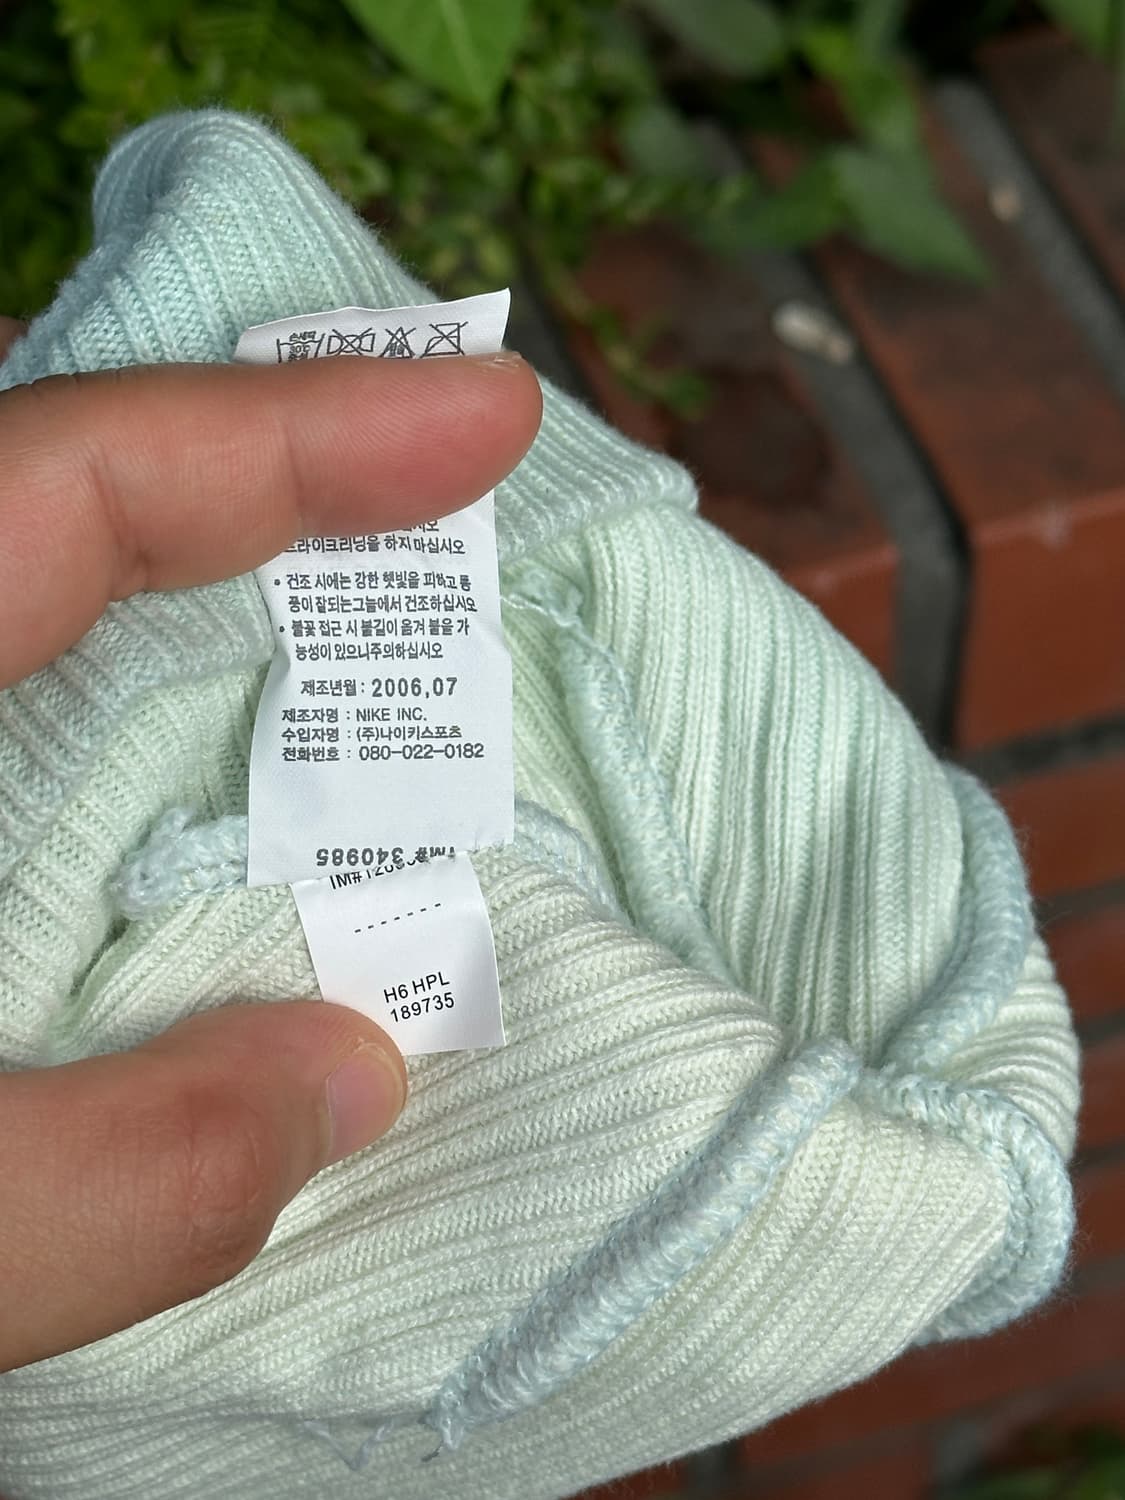 드라이크리닝을 하지 마십시오
• 건조 시에는 강한 햇빛을 피하고 통
풍이 잘되는그늘에서 건조하십시오
• 불꽃 접근 시 불길이 옮겨 붙을 가
능성이 있으니주의하십시오
제조년월 : 2006,07
제조자명 : NIKE INC.
수입자명 : (주)나이키스포츠
전화번호 : 080-022-0182
IM# 340985
-------
H6 HPL
189735